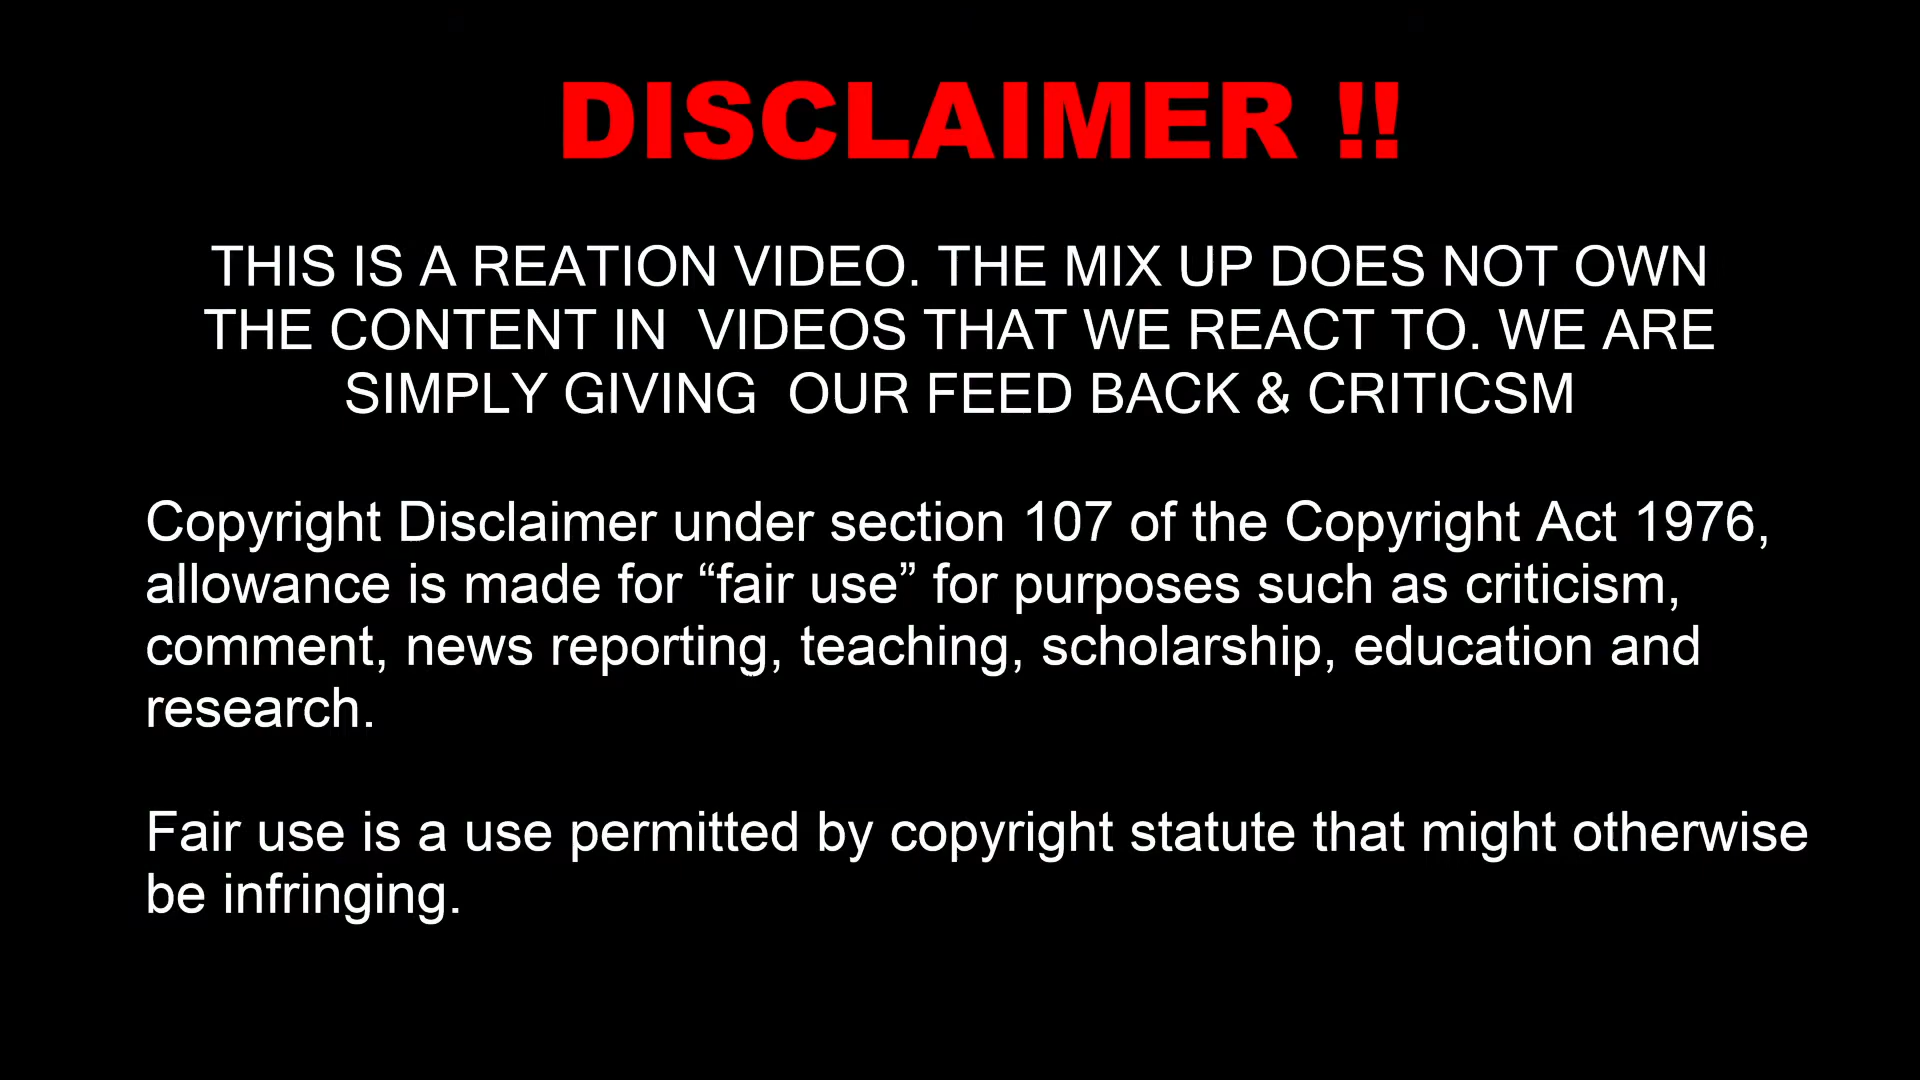 DISCLAIMER !!
THIS IS A REATION VIDEO. THE MIX UP DOES NOT OWN
THE CONTENT IN  VIDEOS THAT WE REACT TO. WE ARE
SIMPLY GIVING  OUR FEED BACK & CRITICSM
Copyright Disclaimer under section 107 of the Copyright Act 1976,
allowance is made for “fair use” for purposes such as criticism,
comment, news reporting, teaching, scholarship, education and
research.
Fair use is a use permitted by copyright statute that might otherwise
be infringing.